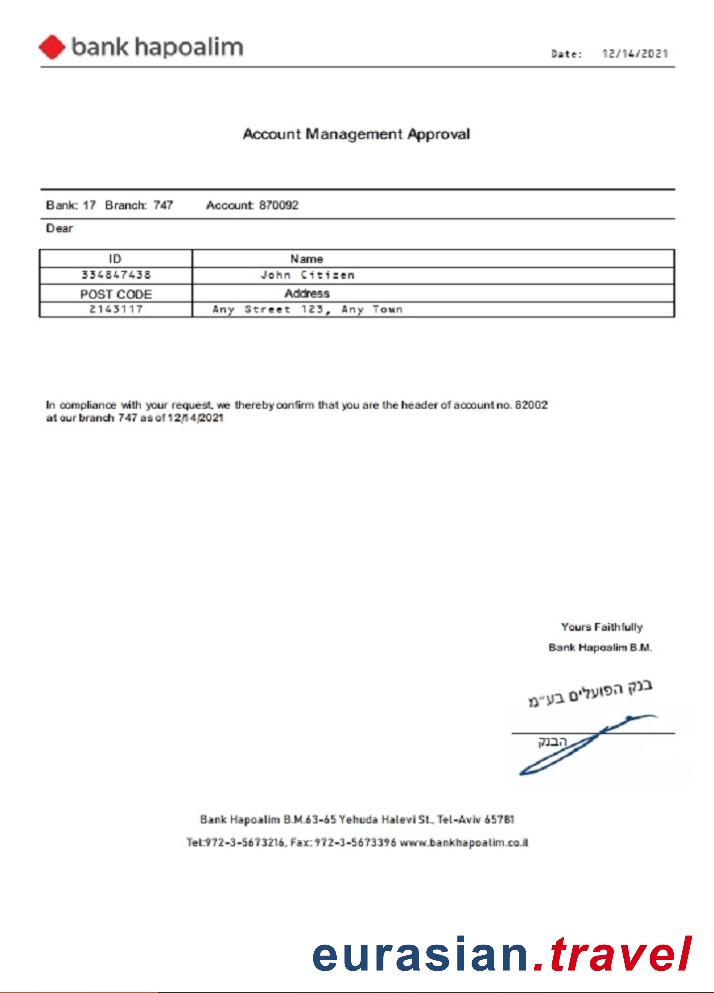 bank hapoalim
Date: 12/14/2021
Account Management Approval
Bank: 17 Branch: 747 Account: 870092
Dear
ID Name
334847438 John Citizen
POST CODE Address
2143117 Any Street 123, Any Town
In compliance with your request, we thereby confirm that you are the header of account no. 82002
at our branch 747 as of 12/14/2021
Yours Faithfully
Bank Hapoalim B.M.
בנק הפועלים בע״מ
הבנק
Bank Hapoalim B.M.63-65 Yehuda Halevi St., Tel-Aviv 65781
Tel:972-3-5673216, Fax: 972-3-5673396 www.bankhapoalim.co.il
eurasian.travel